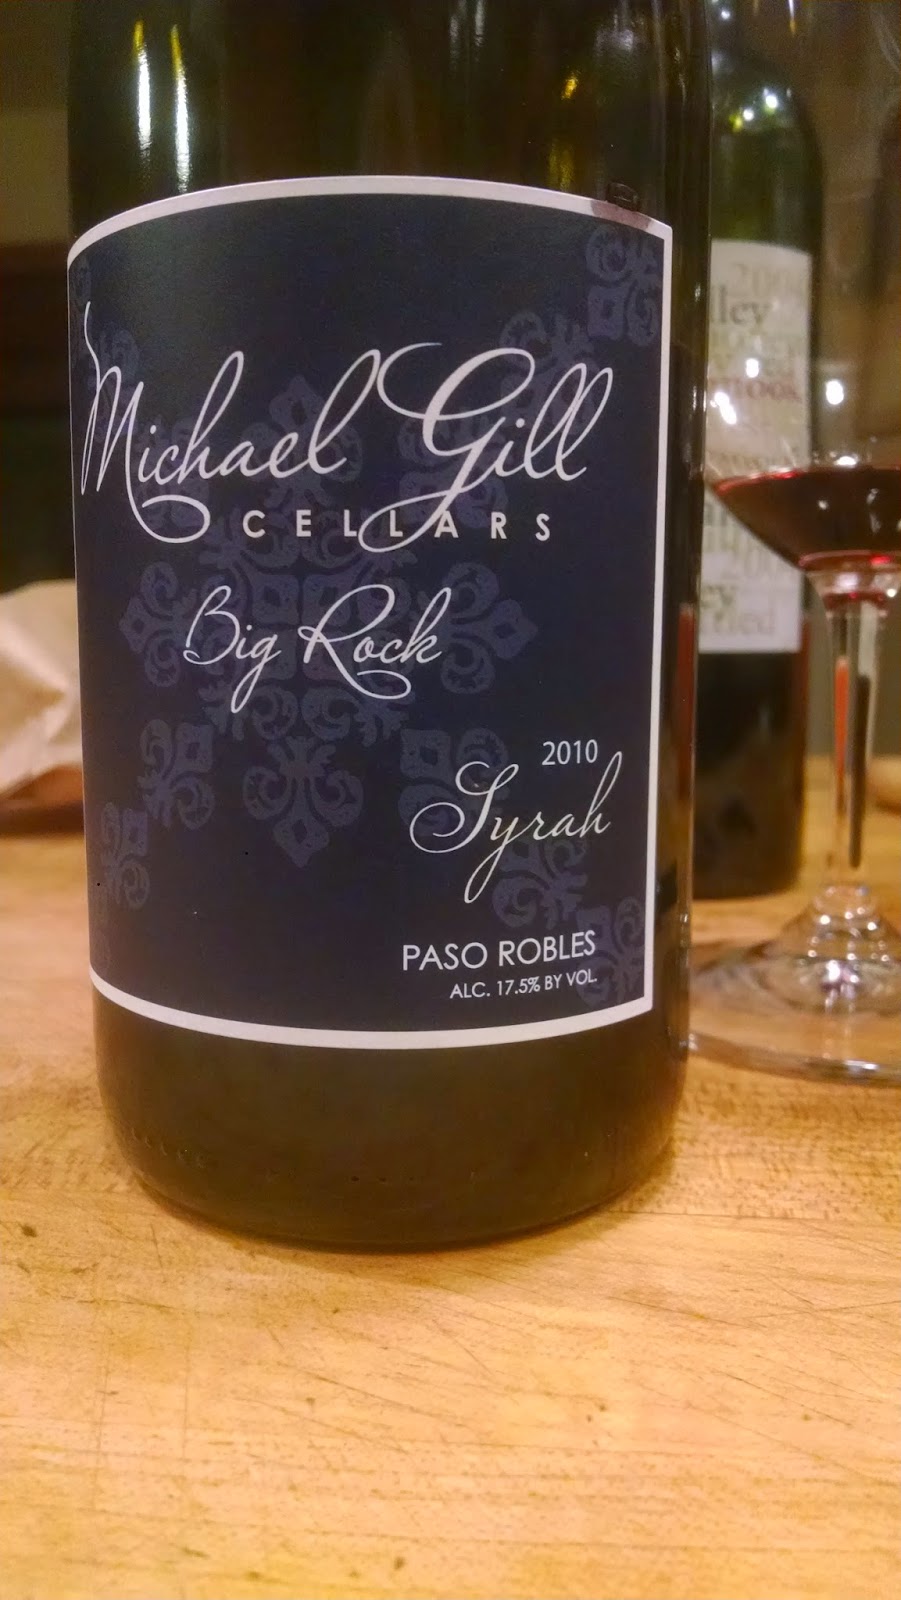 Michael Gill
CELLARS
Big Rock
2010
Syrah
PASO ROBLES
ALC. 17.5% BY VOL.